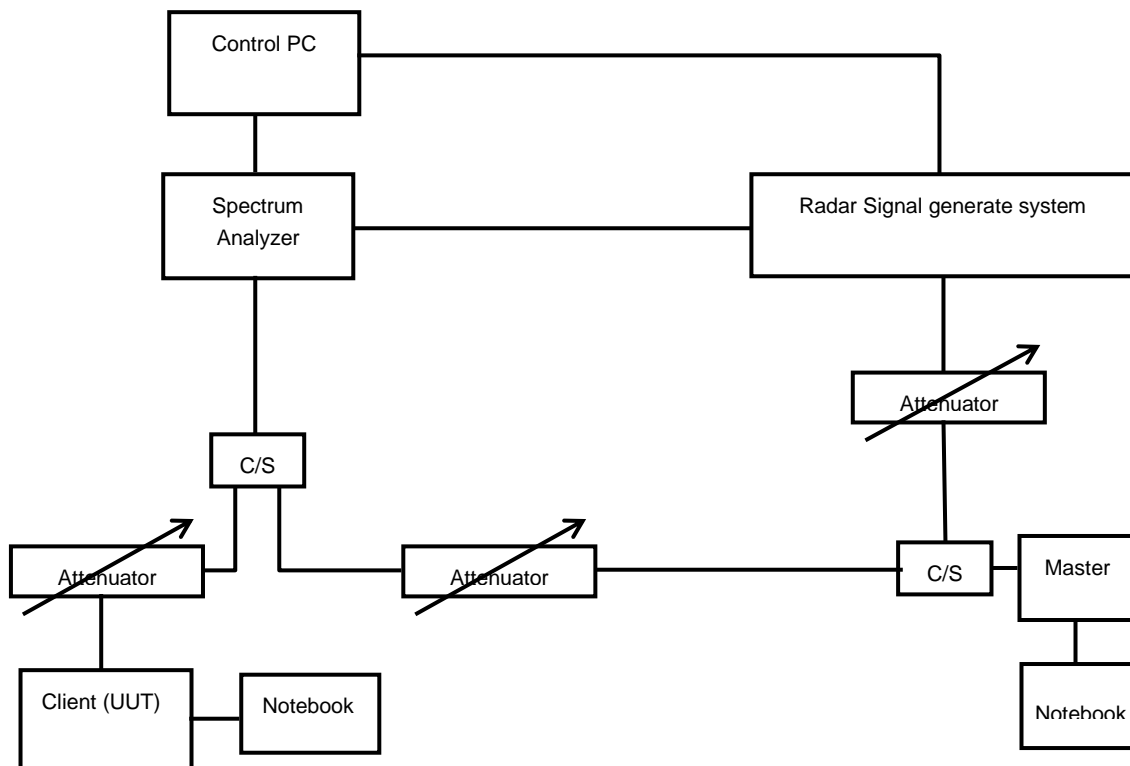 Control PC
Spectrum
Analyzer
Radar Signal generate system
Attenuator
C/S
Attenuator
Attenuator
C/S
Master
Client (UUT)
Notebook
Notebook